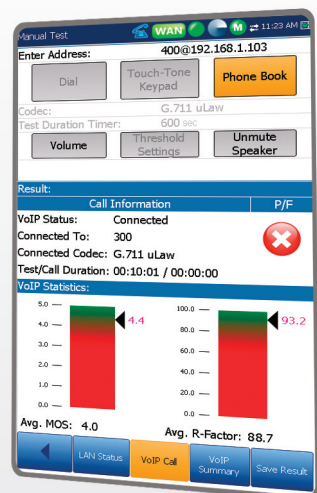 Manual Test WAN M 11:23 AM
Enter Address: 400@192.168.1.103
Dial
Touch-Tone
Keypad
Phone Book
Codec: G.711 uLaw
Test Duration Timer: 600 sec
Volume
Threshold
Settings
Unmute
Speaker
Result:
Call Information P/F
VoIP Status: Connected
Connected To: 300
Connected Codec: G.711 uLaw
Test/Call Duration: 00:10:01 / 00:00:00
VoIP Statistics:
5.0
4.0
3.0
2.0
1.0
0.0
4.4
100.0
80.0
60.0
40.0
20.0
0.0
93.2
Avg. MOS: 4.0
Avg. R-Factor: 88.7
LAN Status
VoIP Call
VoIP
Summary
Save Result